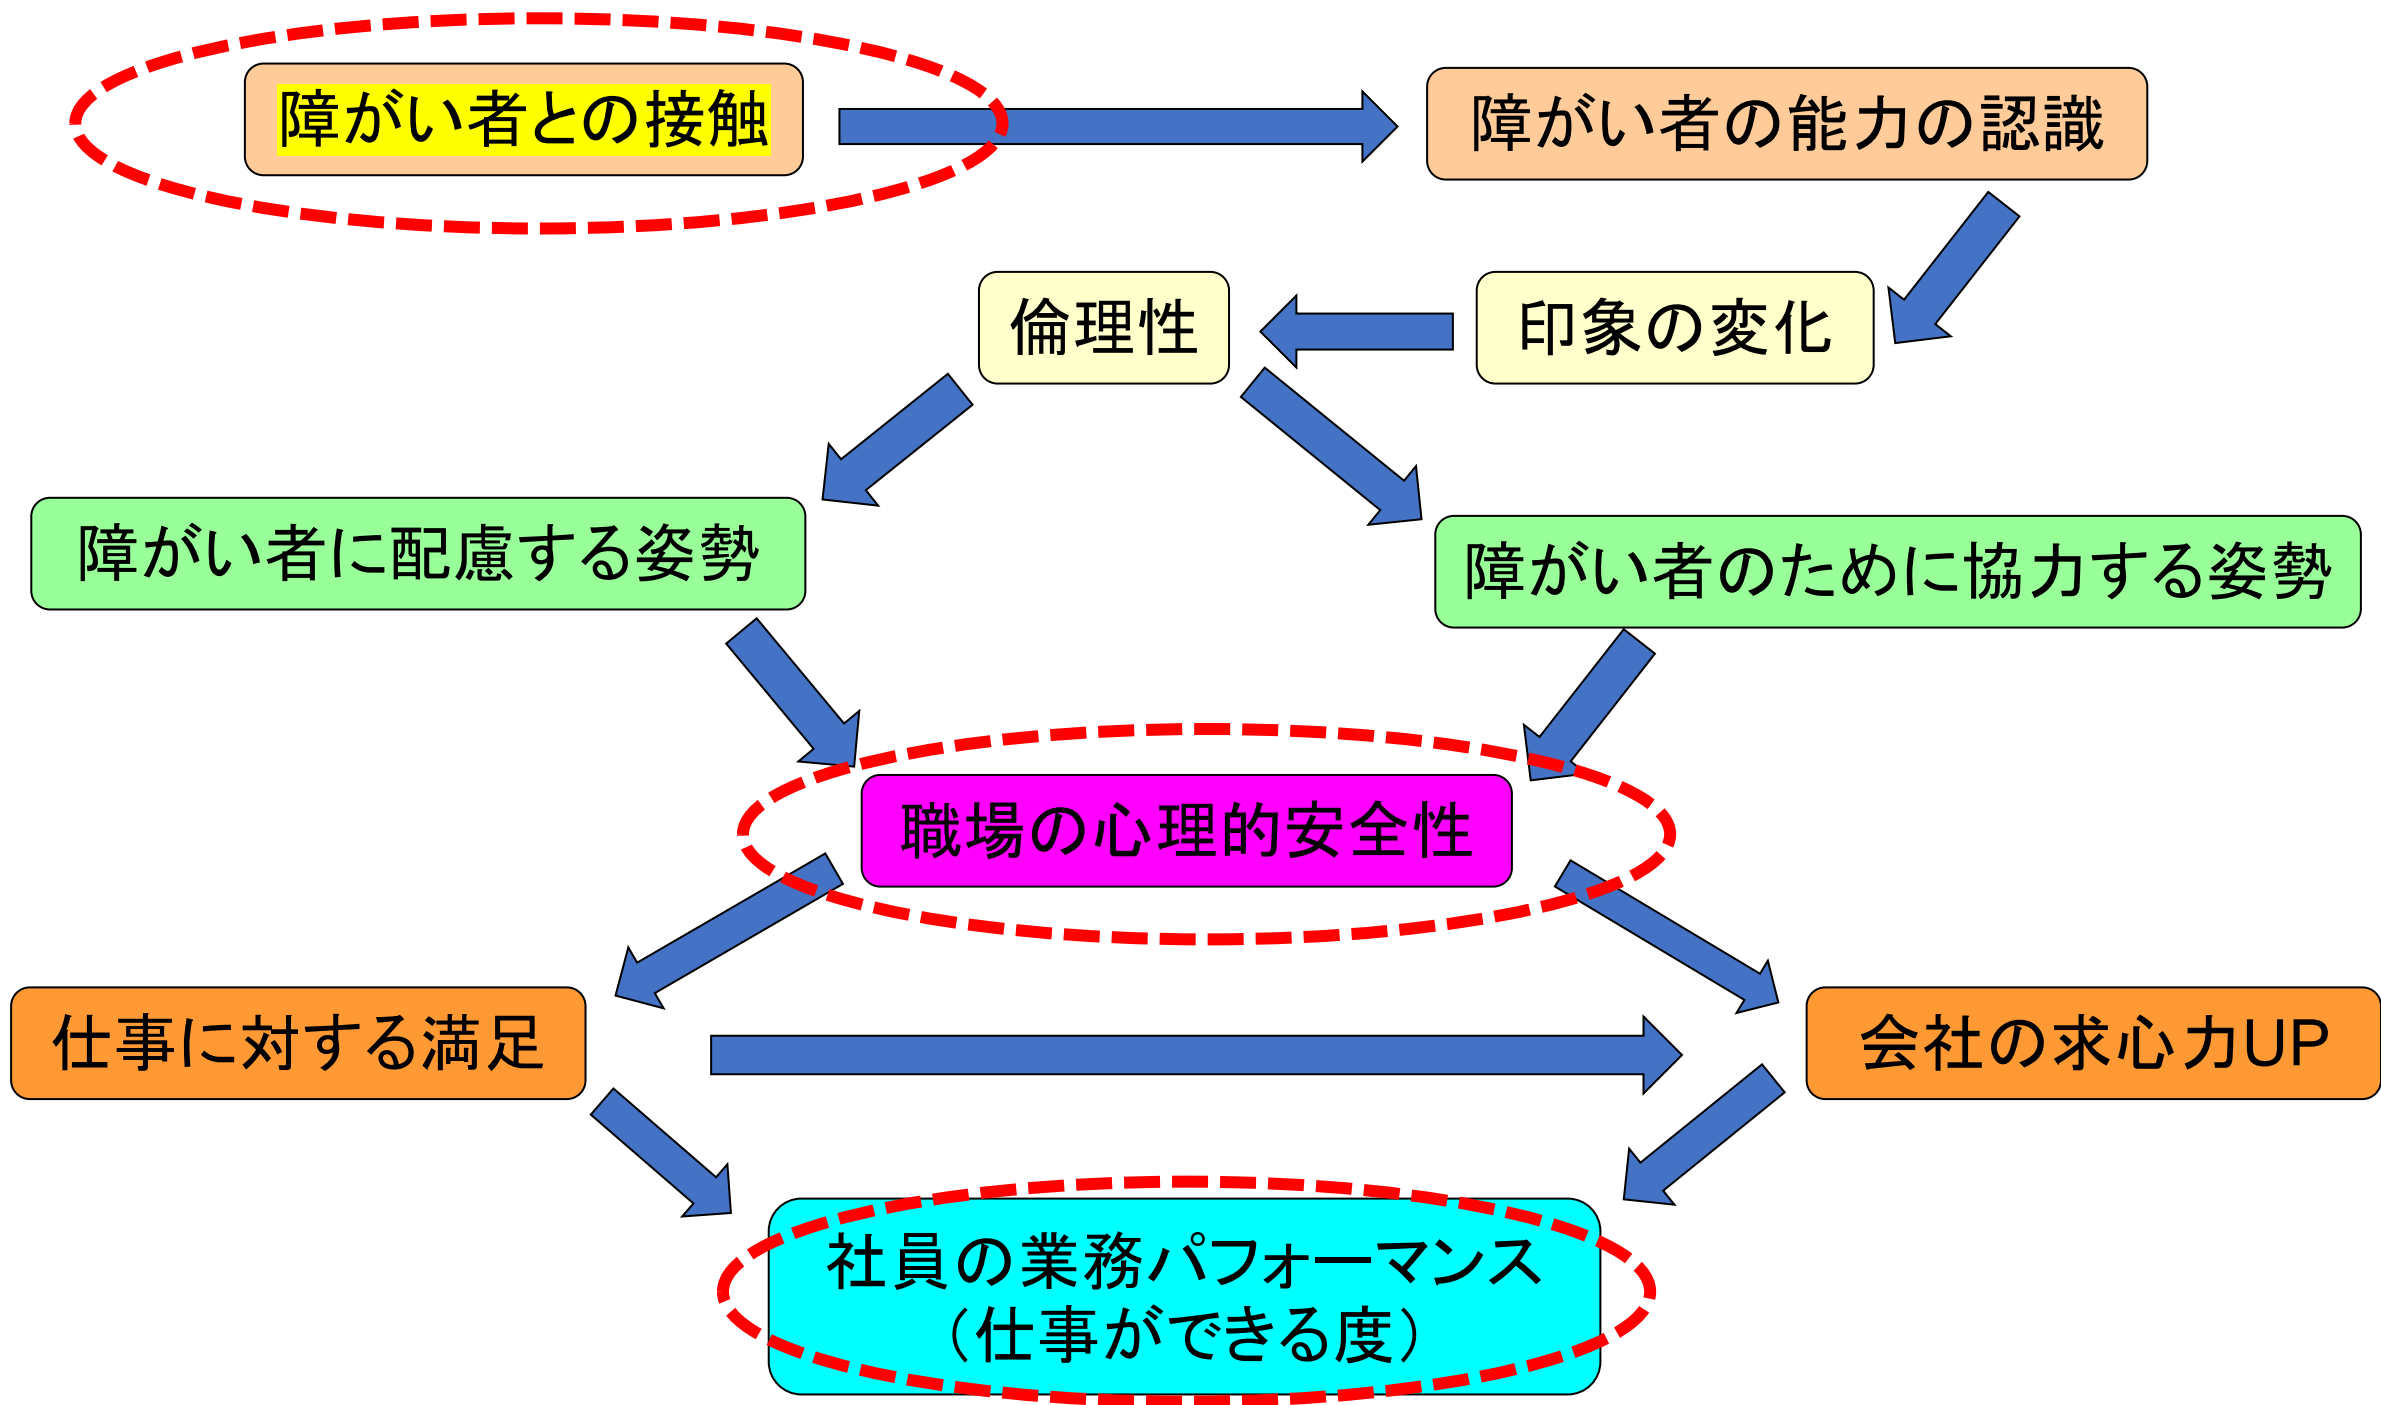 障がい者との接触
障がい者の能力の認識
倫理性
印象の変化
障がい者に配慮する姿勢
障がい者のために協力する姿勢
職場の心理的安全性
仕事に対する満足
会社の求心力UP
社員の業務パフォーマンス
（仕事ができる度）